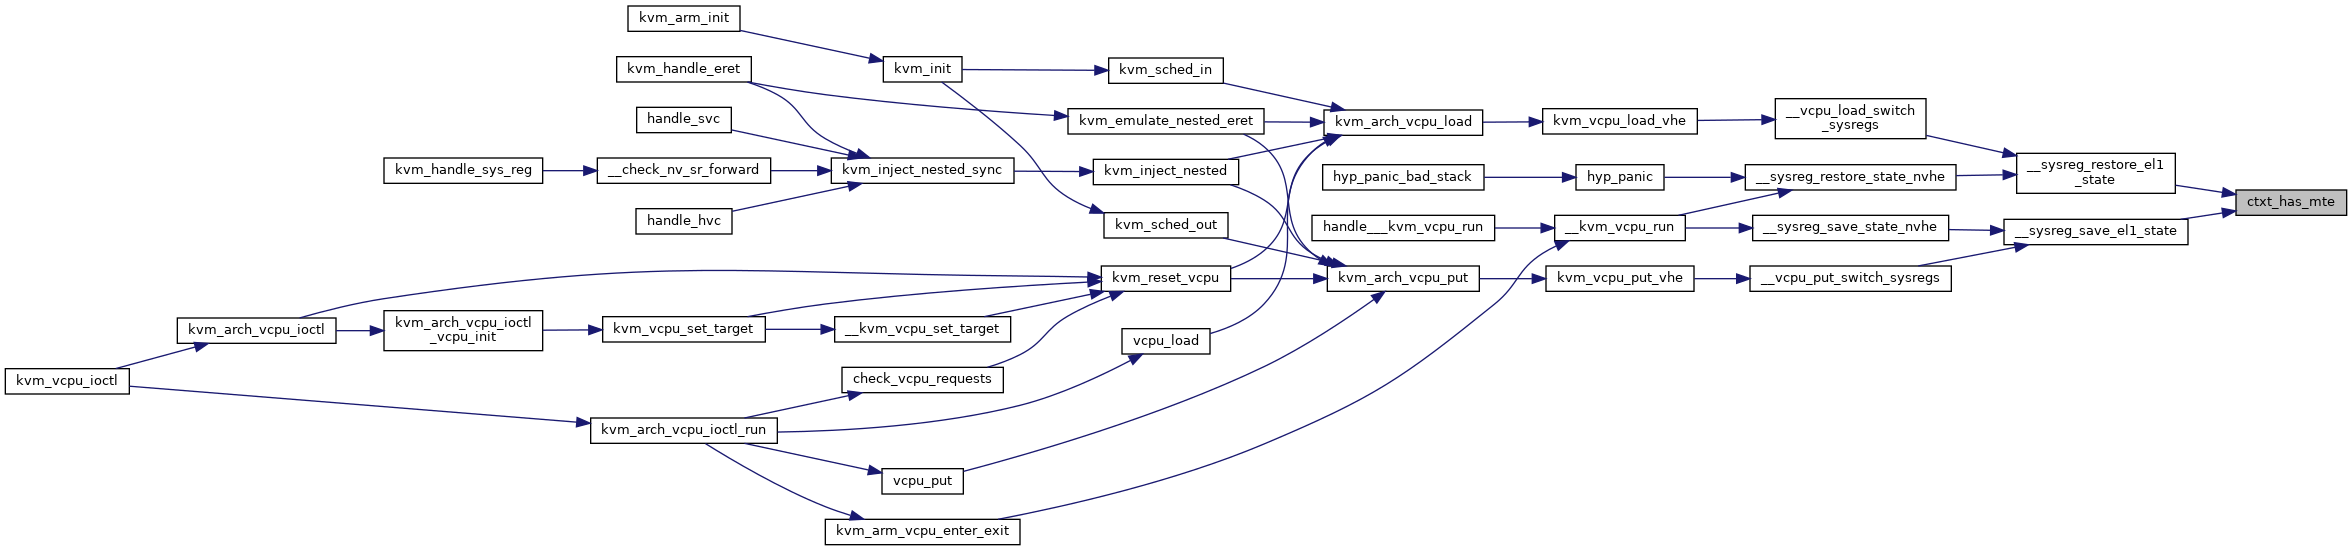 kvm_arm_init
kvm_handle_eret
kvm_init
kvm_sched_in
handle_svc
kvm_emulate_nested_eret
kvm_arch_vcpu_load
kvm_vcpu_load_vhe
__vcpu_load_switch
_sysregs
kvm_handle_sys_reg
__check_nv_sr_forward
kvm_inject_nested_sync
kvm_inject_nested
hyp_panic_bad_stack
hyp_panic
__sysreg_restore_state_nvhe
__sysreg_restore_el1
_state
ctxt_has_mte
handle_hvc
kvm_sched_out
handle___kvm_vcpu_run
__kvm_vcpu_run
__sysreg_save_state_nvhe
__sysreg_save_el1_state
kvm_reset_vcpu
kvm_arch_vcpu_put
kvm_vcpu_put_vhe
__vcpu_put_switch_sysregs
kvm_arch_vcpu_ioctl
kvm_arch_vcpu_ioctl
_vcpu_init
kvm_vcpu_set_target
__kvm_vcpu_set_target
vcpu_load
kvm_vcpu_ioctl
check_vcpu_requests
kvm_arch_vcpu_ioctl_run
vcpu_put
kvm_arm_vcpu_enter_exit